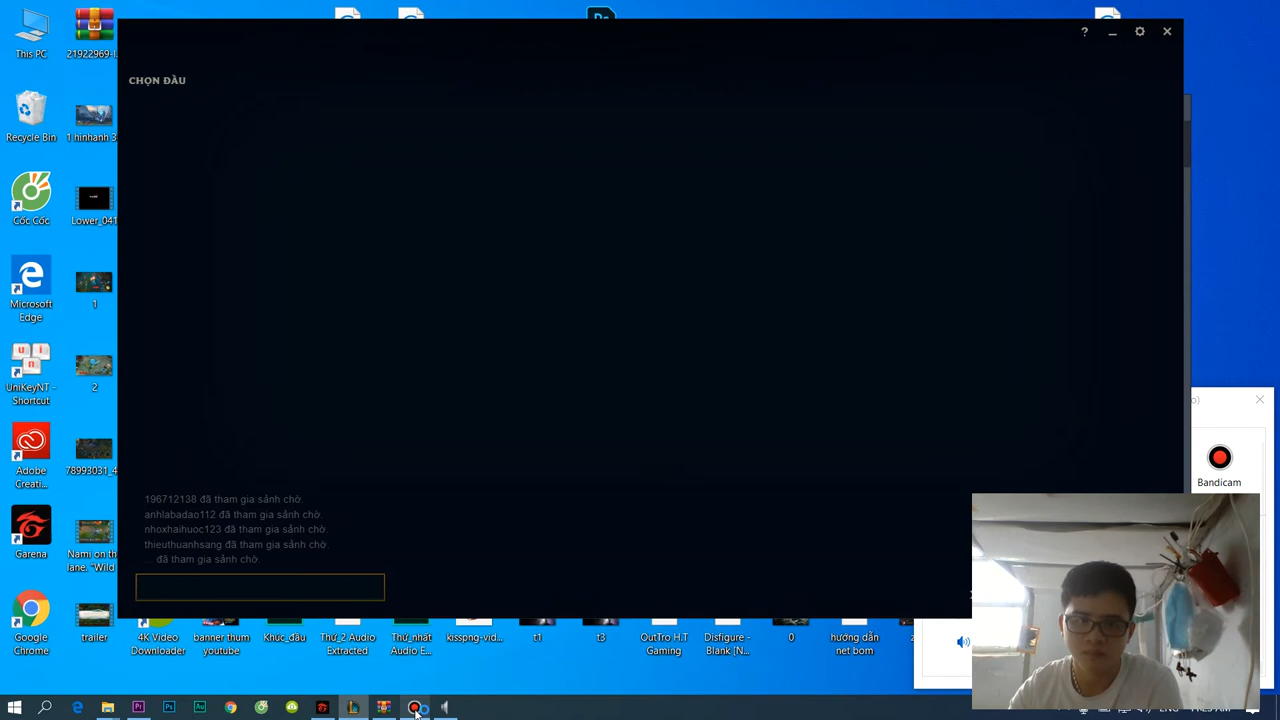 This PC
21922969-l...
Recycle Bin
1 hinhanh 3
Cốc Cốc
Lower_041
Microsoft
Edge
1
UniKeyNT -
Shortcut
2
Adobe
Creati...
78993031_4
Garena
Nami on th
lane. "Wild
Google
Chrome
trailer
4K Video
Downloader
banner thum
youtube
Khúc_đầu
Thứ_2 Audio
Extracted
Thứ_nhất
Audio E...
kisspng-vid...
t1
t3
OutTro H.T
Gaming
Disfigure -
Blank [N...
0
hướng dẫn
net bom
?
CHỌN ĐẦU
196712138 đã tham gia sảnh chờ.
anhlabadao112 đã tham gia sảnh chờ.
nhoxhaihuoc123 đã tham gia sảnh chờ.
thieuthuanhsang đã tham gia sảnh chờ.
... đã tham gia sảnh chờ.
Bandicam